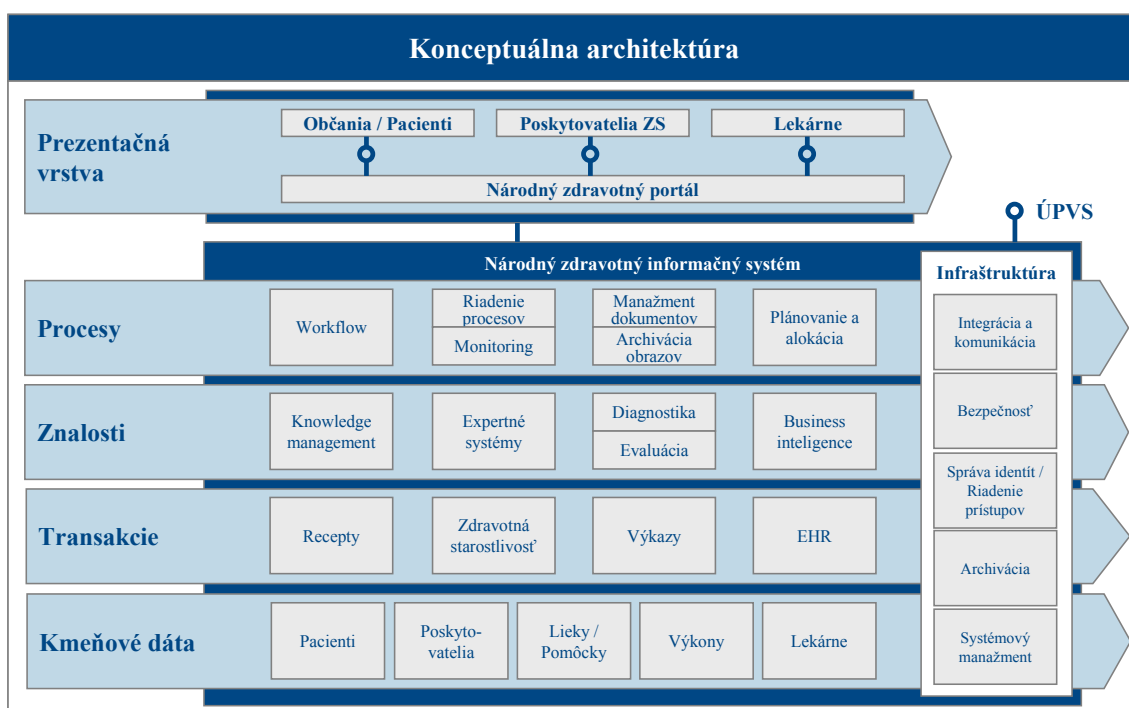 Konceptuálna architektúra
Prezentačná
vrstva
Občania / Pacienti
Poskytovatelia ZS
Lekárne
Národný zdravotný portál
ÚPVS
Národný zdravotný informačný systém
Infraštruktúra
Procesy
Workflow
Riadenie
procesov
Monitoring
Manažment
dokumentov
Archivácia
obrazov
Plánovanie a
alokácia
Integrácia a
komunikácia
Znalosti
Knowledge
management
Expertné
systémy
Diagnostika
Evaluácia
Business
inteligence
Bezpečnosť
Správa identít /
Riadenie
prístupov
Transakcie
Recepty
Zdravotná
starostlivosť
Výkazy
EHR
Archivácia
Kmeňové dáta
Pacienti
Poskyto-
vatelia
Lieky /
Pomôcky
Výkony
Lekárne
Systémový
manažment